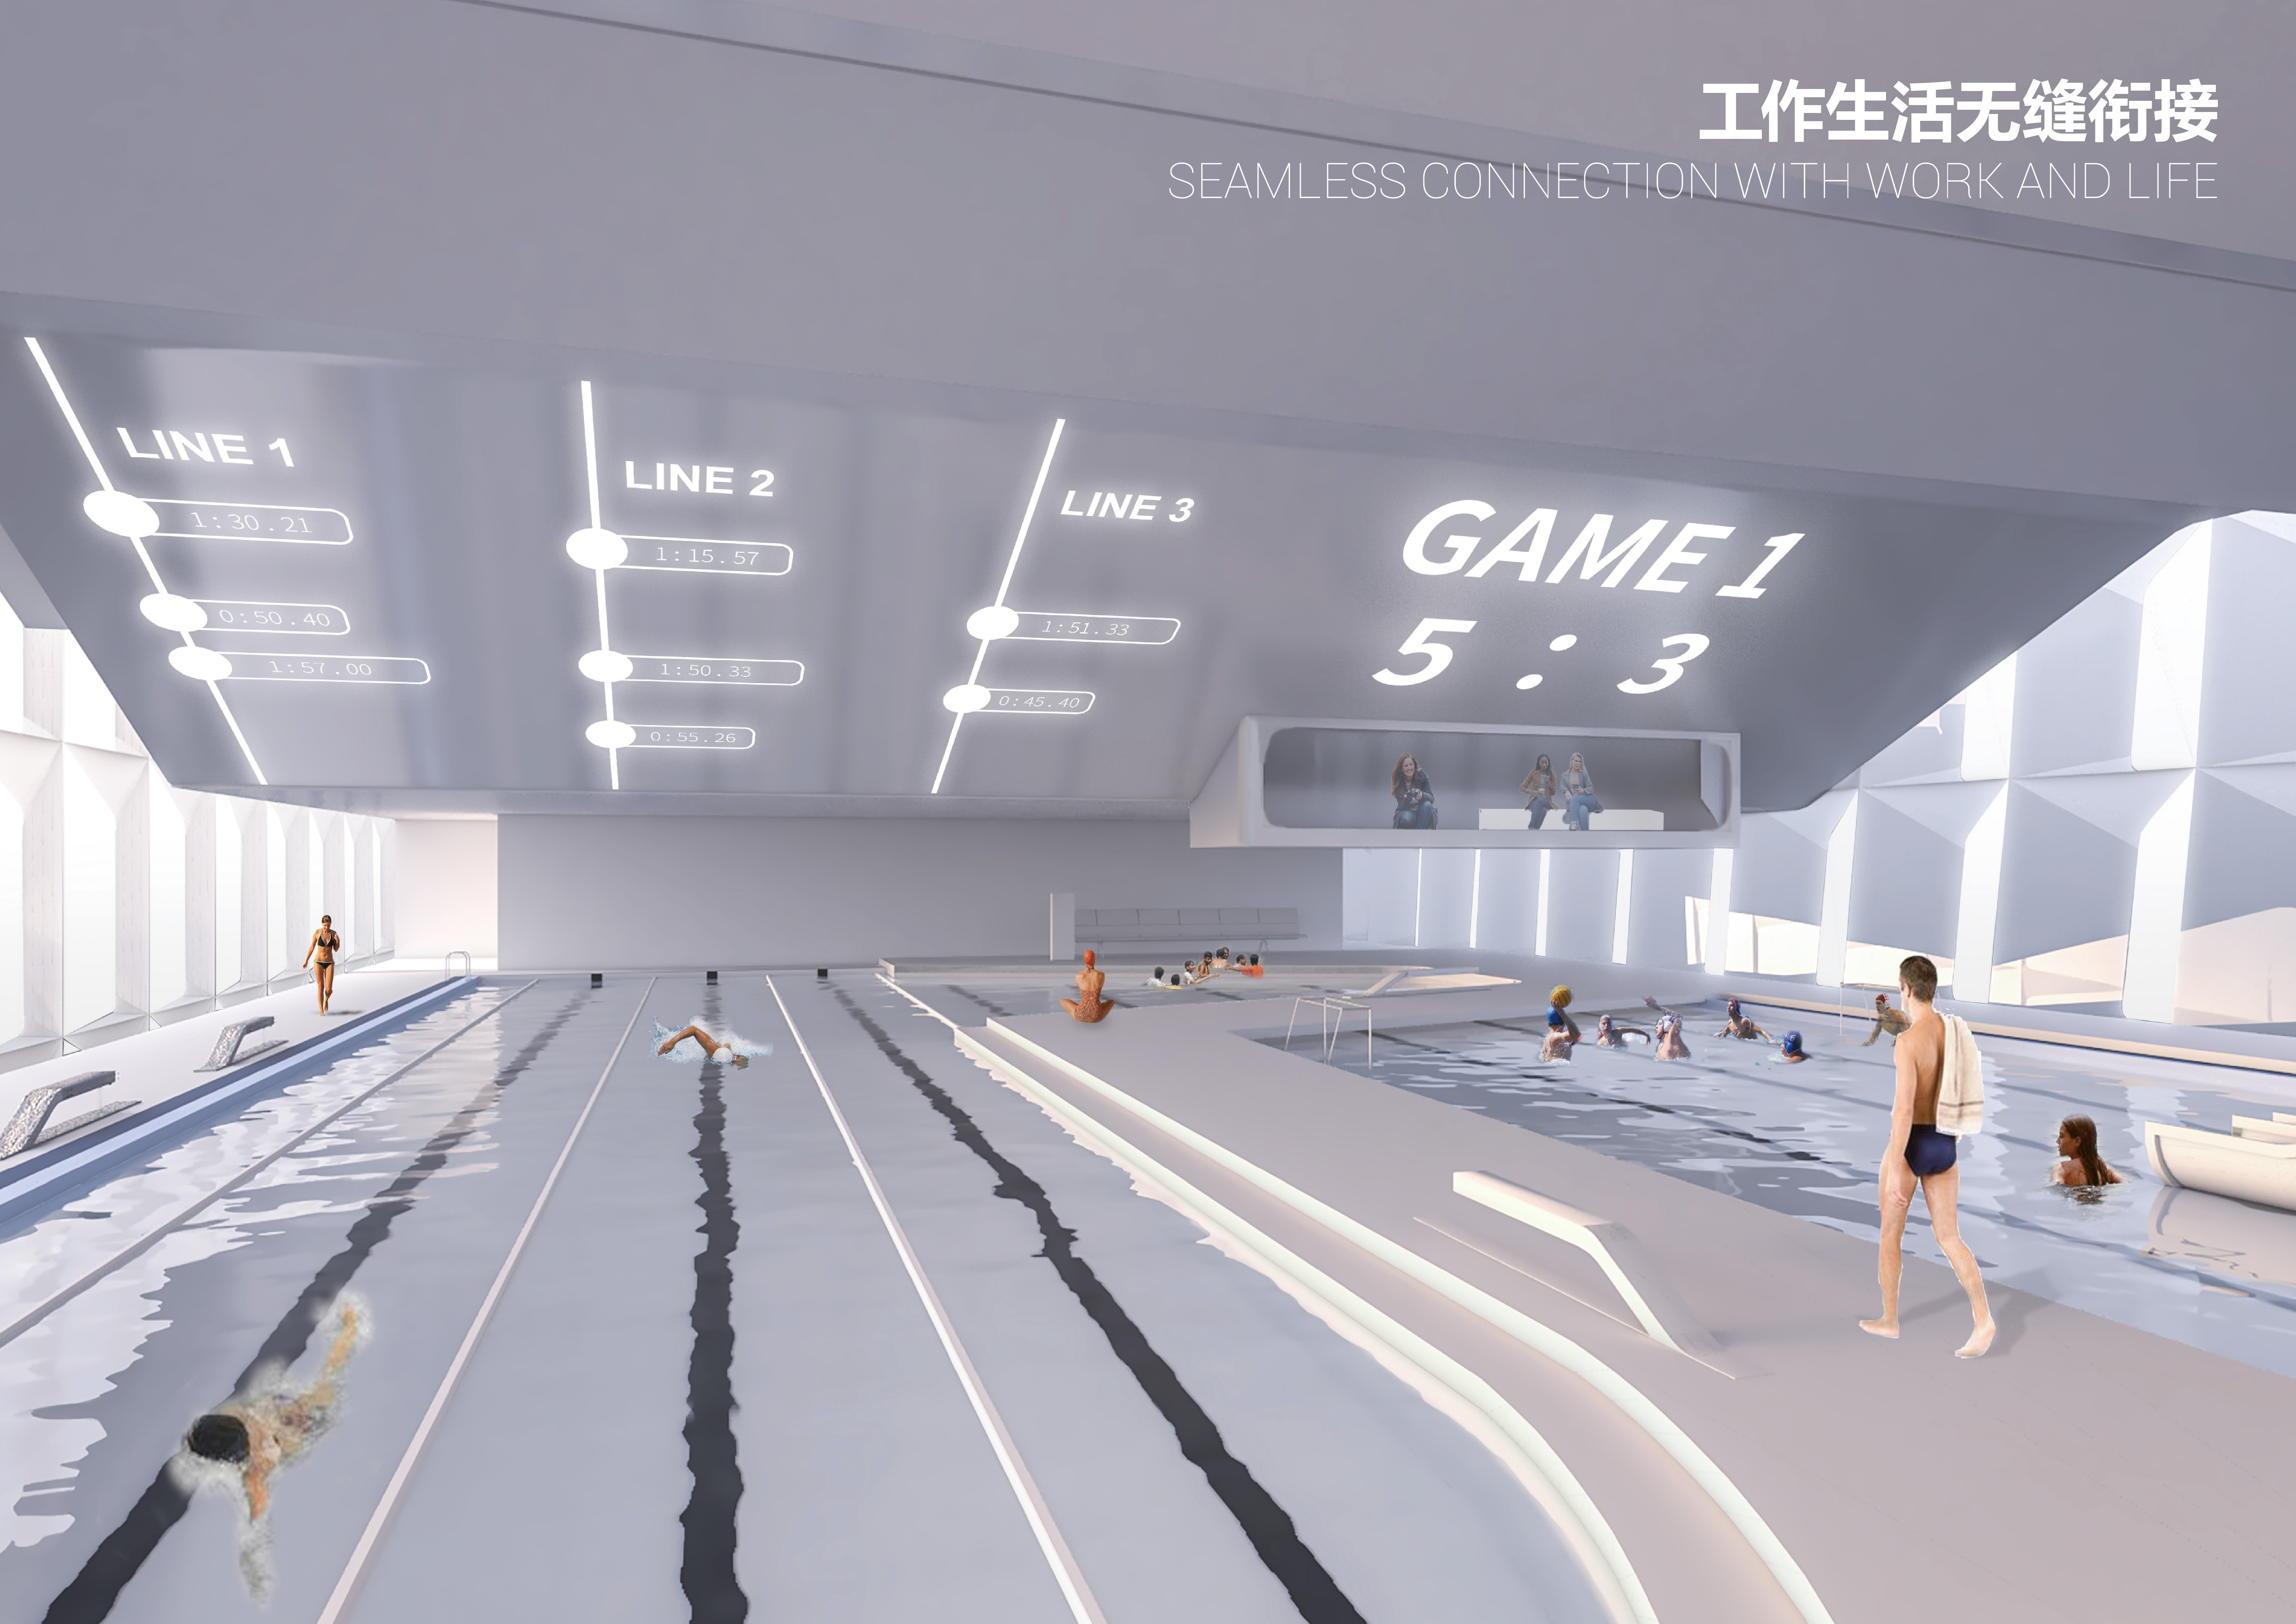 工作生活无缝衔接
SEAMLESS CONNECTION WITH WORK AND LIFE
LINE 1
1:30.21
0:50.40
1:57.00
LINE 2
1:15.57
1:50.33
0:55.26
LINE 3
1:51.33
0:45.40
GAME 1
5 : 3